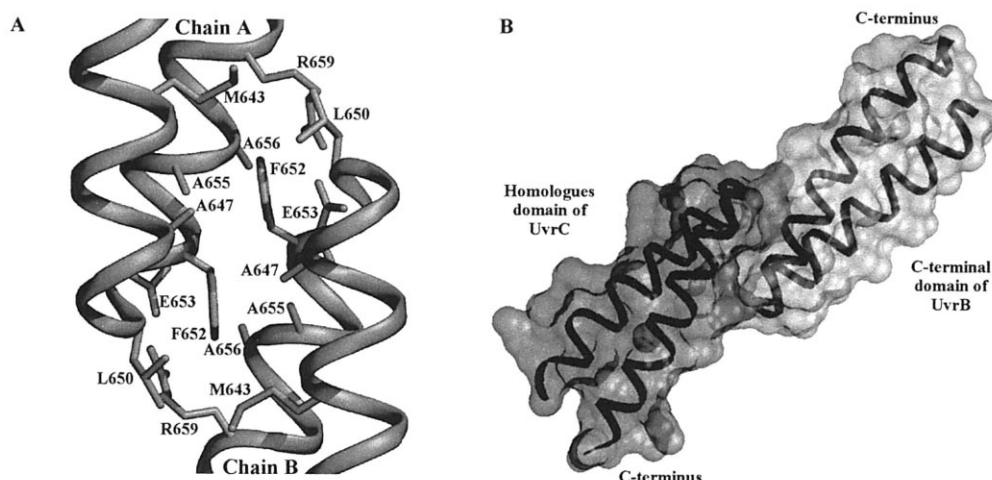 A
Chain A
R659
M643
L650
A656
F652
A655
A647
E653
A647
E653
A655
F652
A656
L650
M643
R659
Chain B
B
C-terminus
Homologues
domain of
UvrC
C-terminal
domain of
UvrB
C-terminus